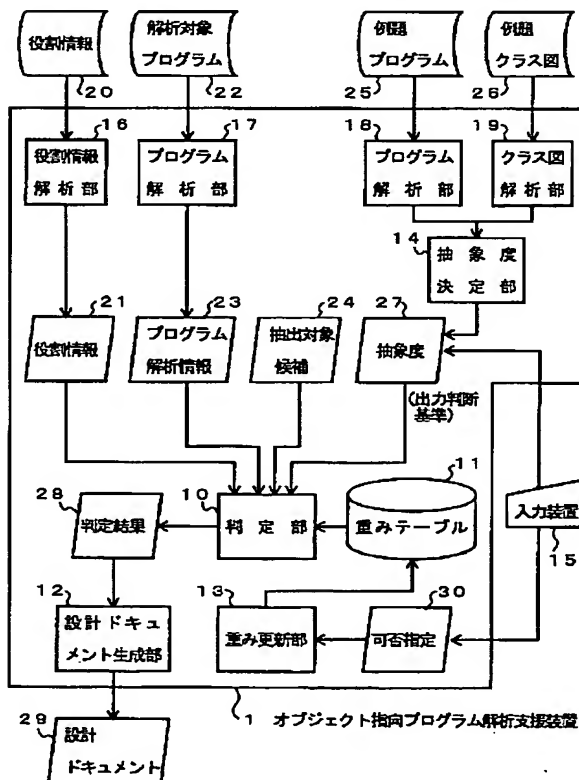 役割情報
20
解析対象
プログラム
22
例題
プログラム
25
例題
クラス図
26
16
役割情報
解析部
17
プログラム
解析部
18
プログラム
解析部
19
クラス図
解析部
14
抽象度
決定部
21
役割情報
23
プログラム
解析情報
24
抽出対象
候補
27
抽象度
(出力判断
基準)
28
判定結果
10
判定部
11
重みテーブル
入力装置
15
12
設計ドキュ
メント生成部
13
重み更新部
30
可否指定
1 オブジェクト指向プログラム解析支援装置
29
設計
ドキュメント